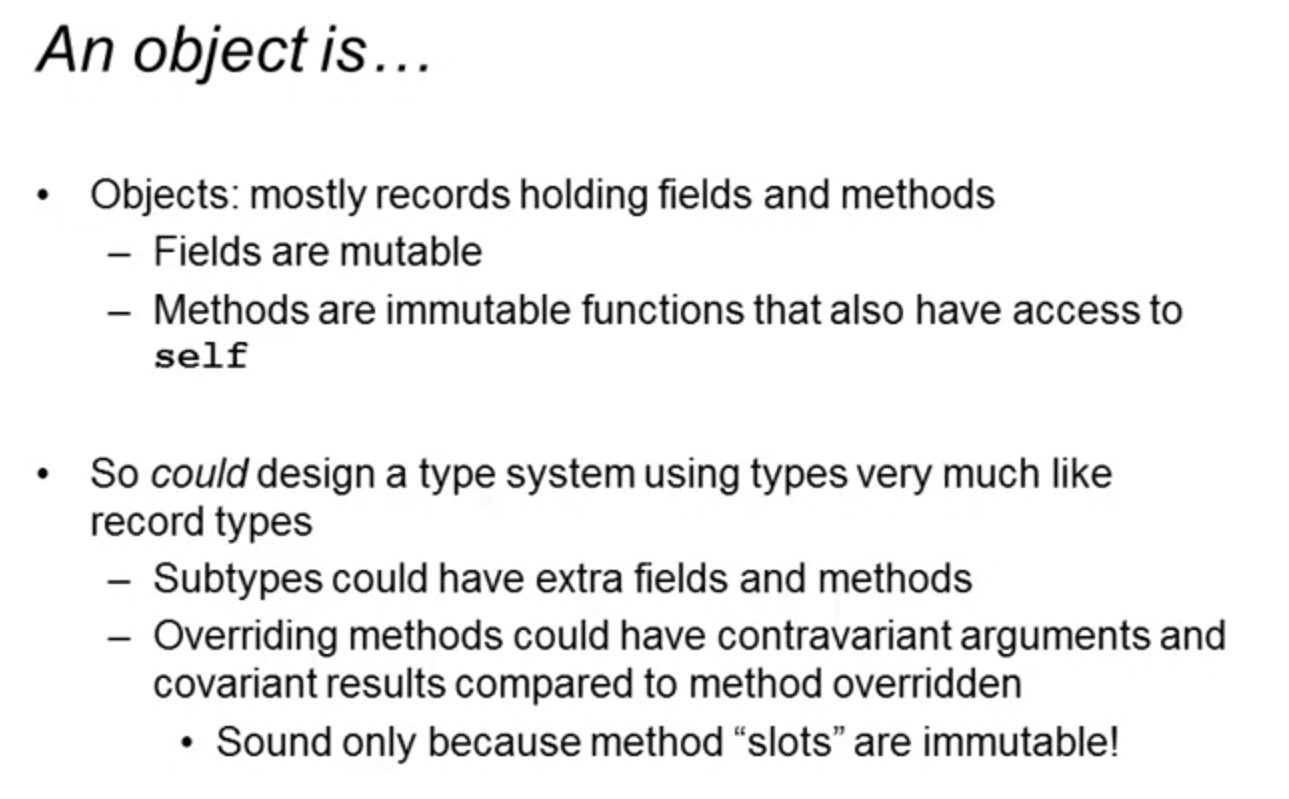 An object is…
• Objects: mostly records holding fields and methods
– Fields are mutable
– Methods are immutable functions that also have access to
self
• So could design a type system using types very much like
record types
– Subtypes could have extra fields and methods
– Overriding methods could have contravariant arguments and
covariant results compared to method overridden
• Sound only because method “slots” are immutable!